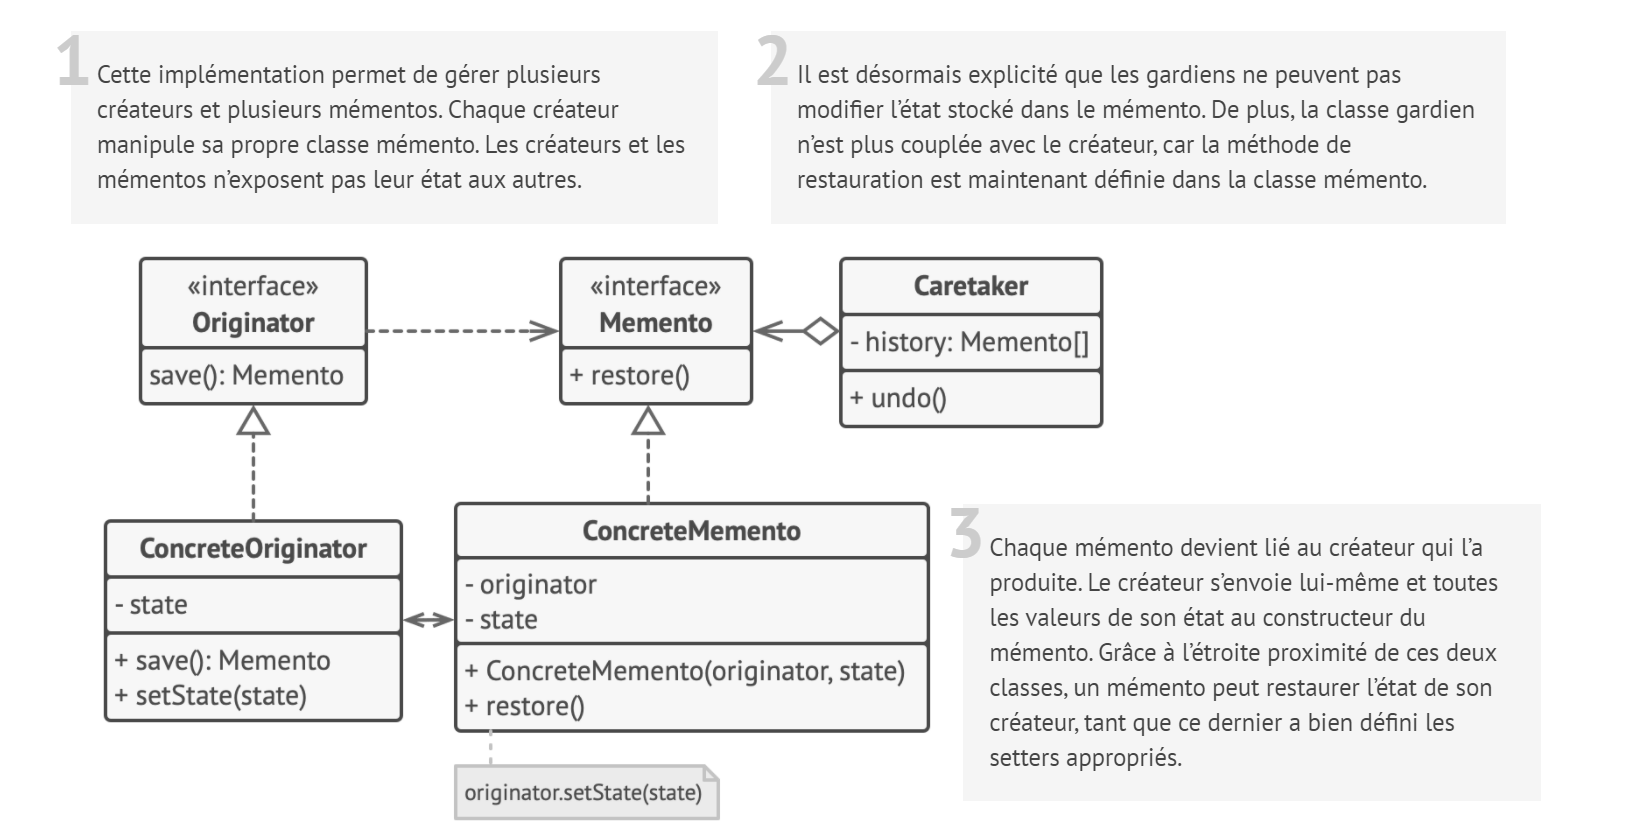 1
Cette implémentation permet de gérer plusieurs
créateurs et plusieurs mémentos. Chaque créateur
manipule sa propre classe mémento. Les créateurs et les
mémentos n’exposent pas leur état aux autres.
2
Il est désormais explicité que les gardiens ne peuvent pas
modifier l’état stocké dans le mémento. De plus, la classe gardien
n’est plus couplée avec le créateur, car la méthode de
restauration est maintenant définie dans la classe mémento.
«interface»
Originator
save(): Memento
«interface»
Memento
+ restore()
Caretaker
- history: Memento[]
+ undo()
ConcreteOriginator
- state
+ save(): Memento
+ setState(state)
ConcreteMemento
- originator
- state
+ ConcreteMemento(originator, state)
+ restore()
originator.setState(state)
3
Chaque mémento devient lié au créateur qui l’a
produite. Le créateur s’envoie lui-même et toutes
les valeurs de son état au constructeur du
mémento. Grâce à l’étroite proximité de ces deux
classes, un mémento peut restaurer l’état de son
créateur, tant que ce dernier a bien défini les
setters appropriés.